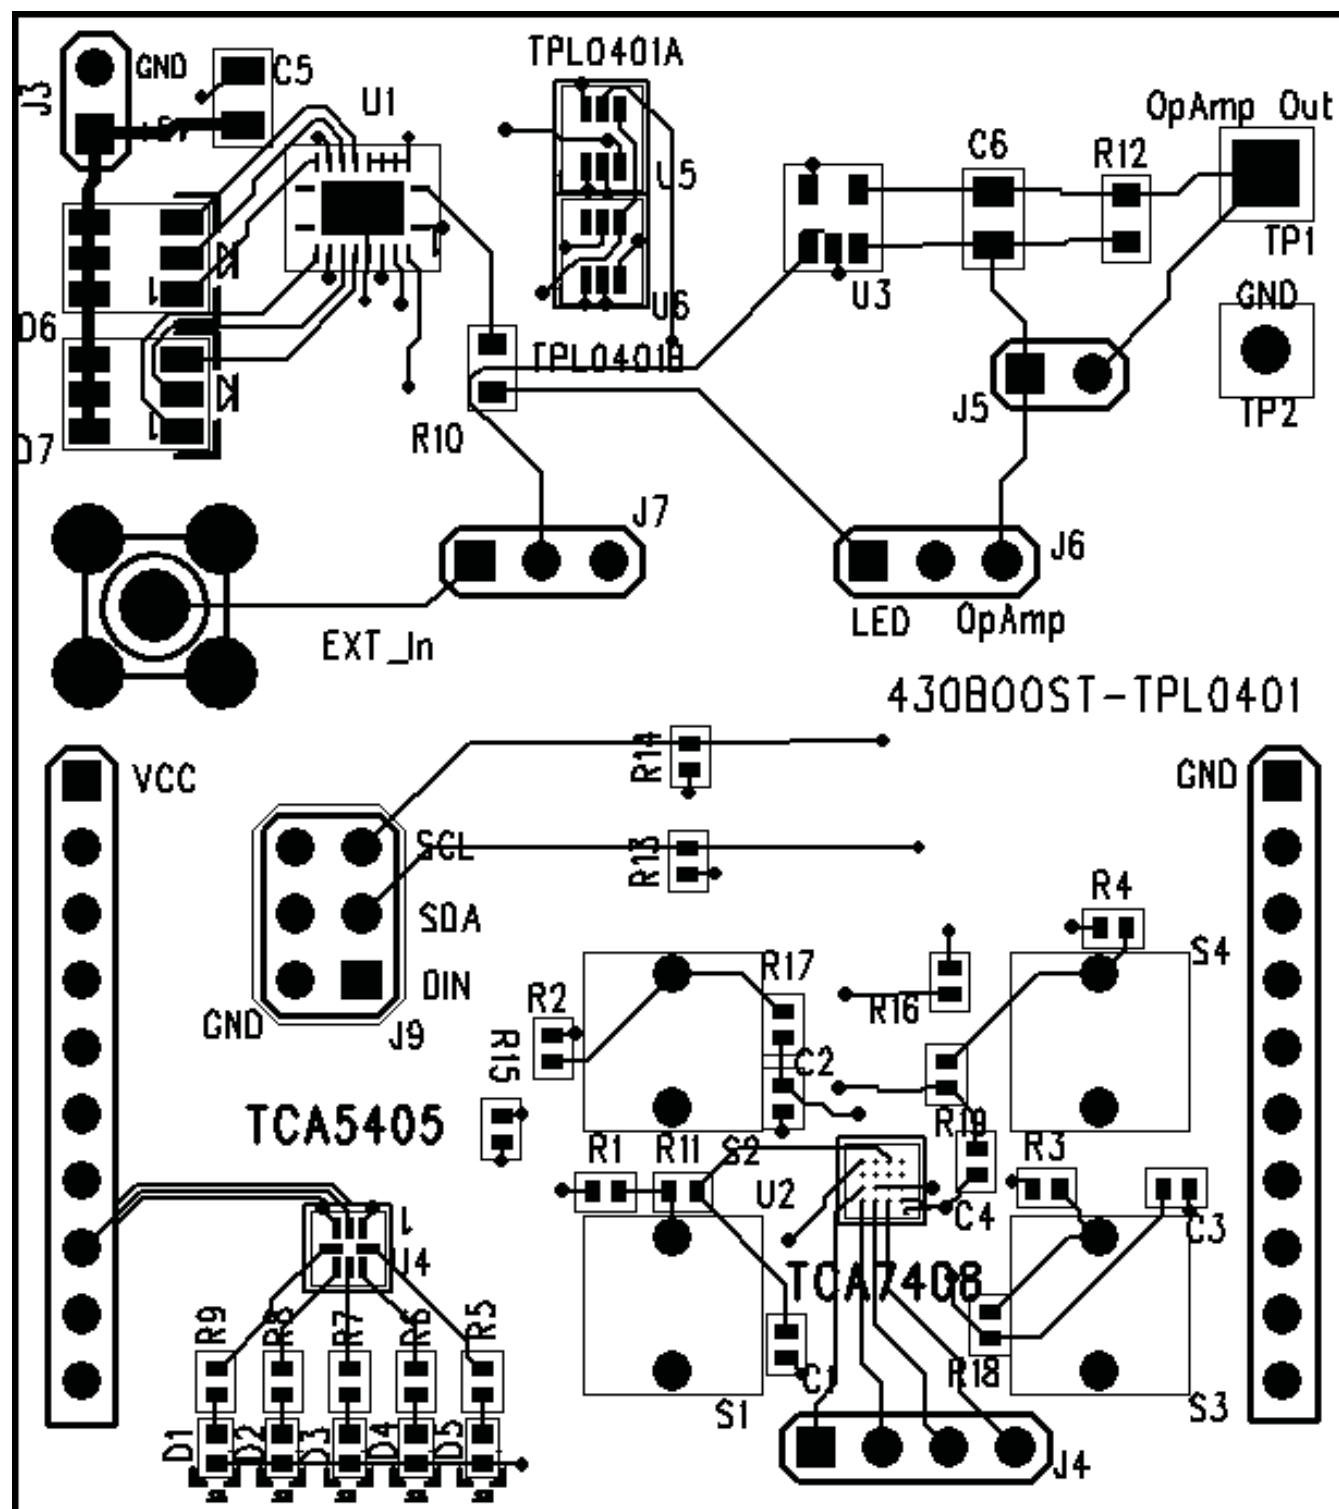 TPL0401A
J3
GND
C5
U1
OpAmp Out
C6
R12
U5
TP1
U3
GND
U6
D6
TPL0401B
J5
TP2
R10
D7
J7
J6
EXT_In
LED
OpAmp
430BOOST-TPL0401
R14
VCC
GND
SCL
R13
R4
SDA
S4
R17
DIN
R2
R16
GND
J9
R15
C2
TCA5405
R19
R1
R11
S2
R3
U2
C4
C3
1
U4
TCA7408
R9
R8
R7
R6
R5
R18
C1
S1
S3
D1
D2
D3
D4
D5
J4